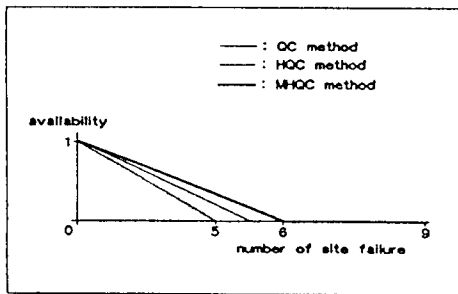 : QC method
: HQC method
: MHQC method
availability
1
0 5 6 9
number of site failure